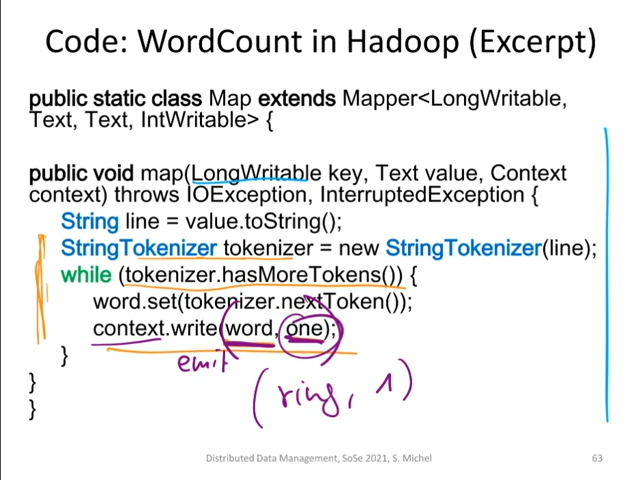 Code: WordCount in Hadoop (Excerpt)
public static class Map extends Mapper<LongWritable,
Text, Text, IntWritable> {
public void map(LongWritable key, Text value, Context
context) throws IOException, InterruptedException {
String line = value.toString();
StringTokenizer tokenizer = new StringTokenizer(line);
while (tokenizer.hasMoreTokens()) {
word.set(tokenizer.nextToken());
context.write(word, one);
}
emit
(ring, 1)
}
}
Distributed Data Management, SoSe 2021, S. Michel
63